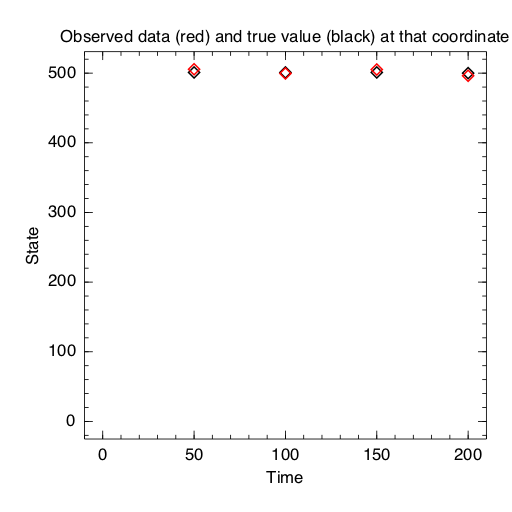 Observed data (red) and true value (black) at that coordinate
500
400
300
200
100
0
State
0 50 100 150 200
Time